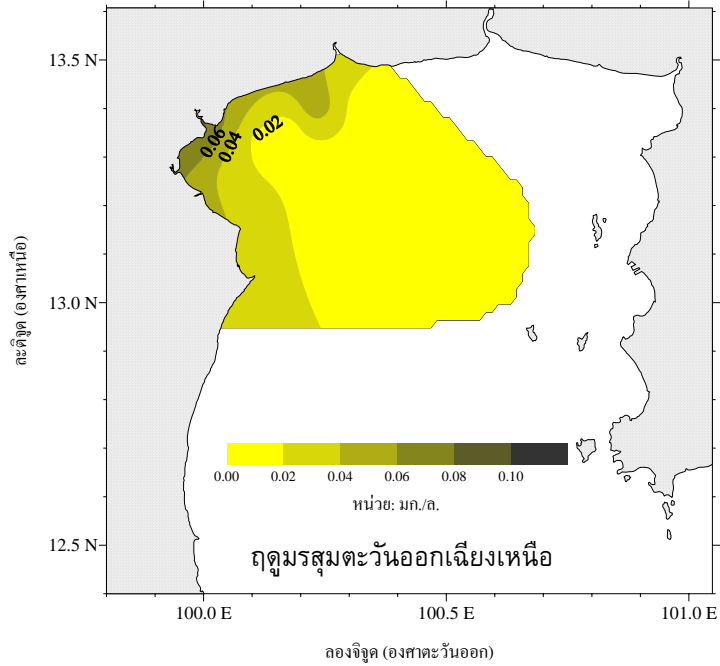 13.5 N
0.06
0.04
0.02
ละติจูด (องศาเหนือ)
13.0 N
0.00 0.02 0.04 0.06 0.08 0.10
หน่วย: มก./ล.
12.5 N
ฤดูมรสุมตะวันออกเฉียงเหนือ
100.0 E 100.5 E 101.0 E
ลองจิจูด (องศาตะวันออก)